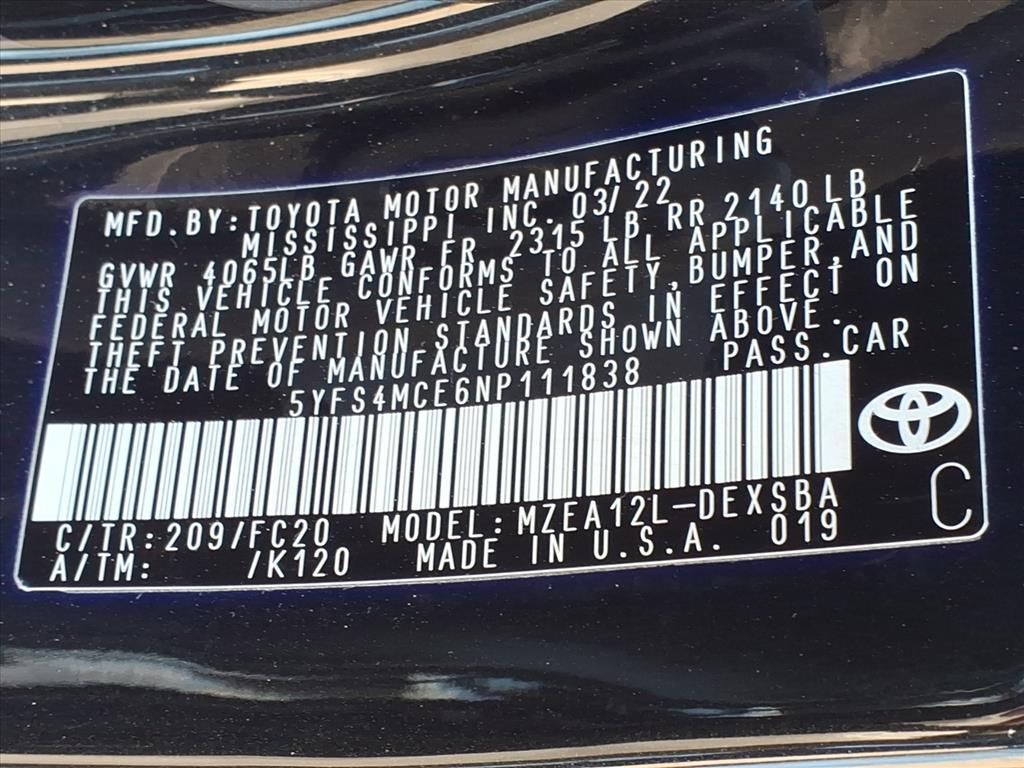 MFD. BY: TOYOTA MOTOR MANUFACTURING
MISSISSIPPI INC. 03/22
GVWR 4065LB GAWR FR 2315 LB RR 2140 LB
THIS VEHICLE CONFORMS TO ALL APPLICABLE
FEDERAL MOTOR VEHICLE SAFETY, BUMPER, AND
THEFT PREVENTION STANDARDS IN EFFECT ON
THE DATE OF MANUFACTURE SHOWN ABOVE.
5YFS4MCE6NP111838 PASS. CAR
C/TR: 209/FC20 MODEL: MZEA12L-DEXSBA
A/TM: /K120 MADE IN U.S.A. 019
C